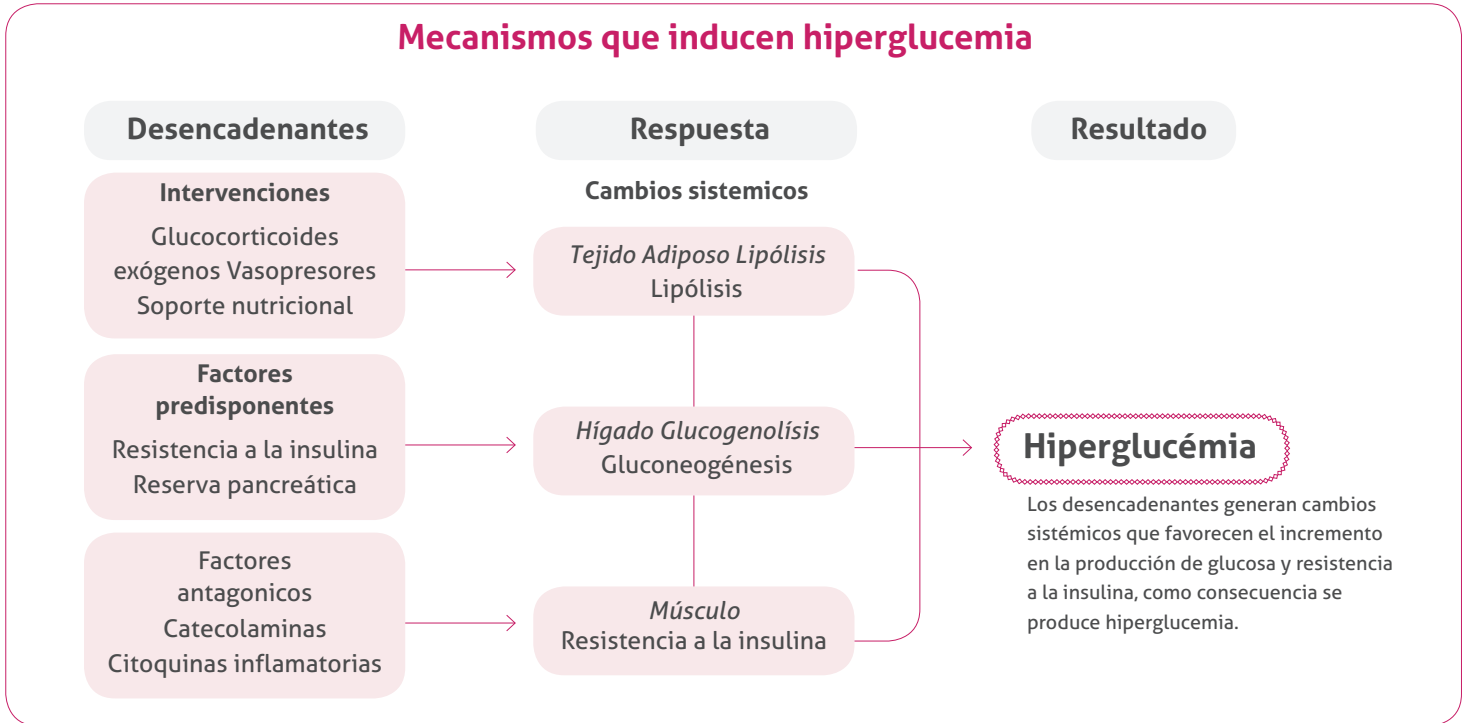 Mecanismos que inducen hiperglucemia
Desencadenantes
Respuesta
Resultado
Intervenciones
Glucocorticoides
exógenos Vasopresores
Soporte nutricional
Factores
predisponentes
Resistencia a la insulina
Reserva pancreática
Factores
antagonicos
Catecolaminas
Citoquinas inflamatorias
Cambios sistemicos
Tejido Adiposo Lipólisis
Lipólisis
Hígado Glucogenolísis
Gluconeogénesis
Músculo
Resistencia a la insulina
Hiperglucémia
Los desencadenantes generan cambios
sistémicos que favorecen el incremento
en la producción de glucosa y resistencia
a la insulina, como consecuencia se
produce hiperglucemia.